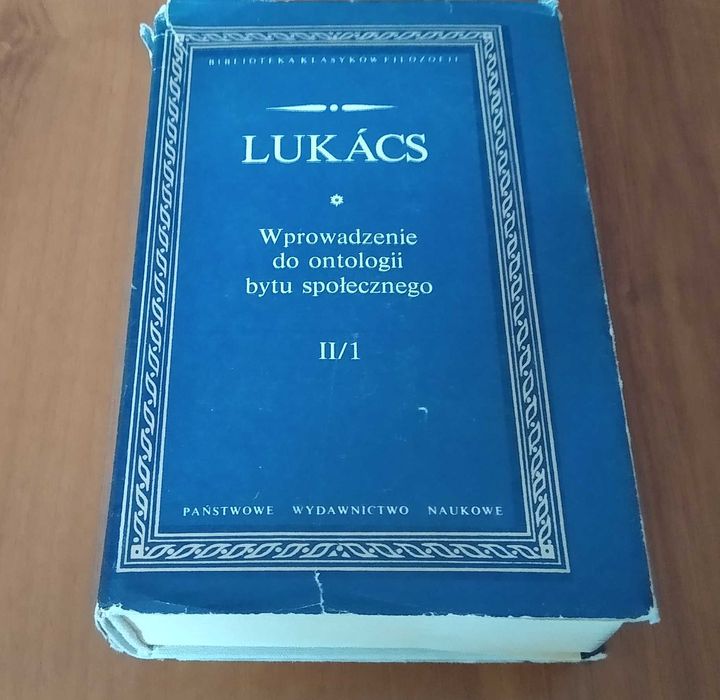 BIBLIOTEKA KLASYKÓW FILOZOFII
LUKÁCS
Wprowadzenie
do ontologii
bytu społecznego
II/1
PAŃSTWOWE WYDAWNICTWO NAUKOWE